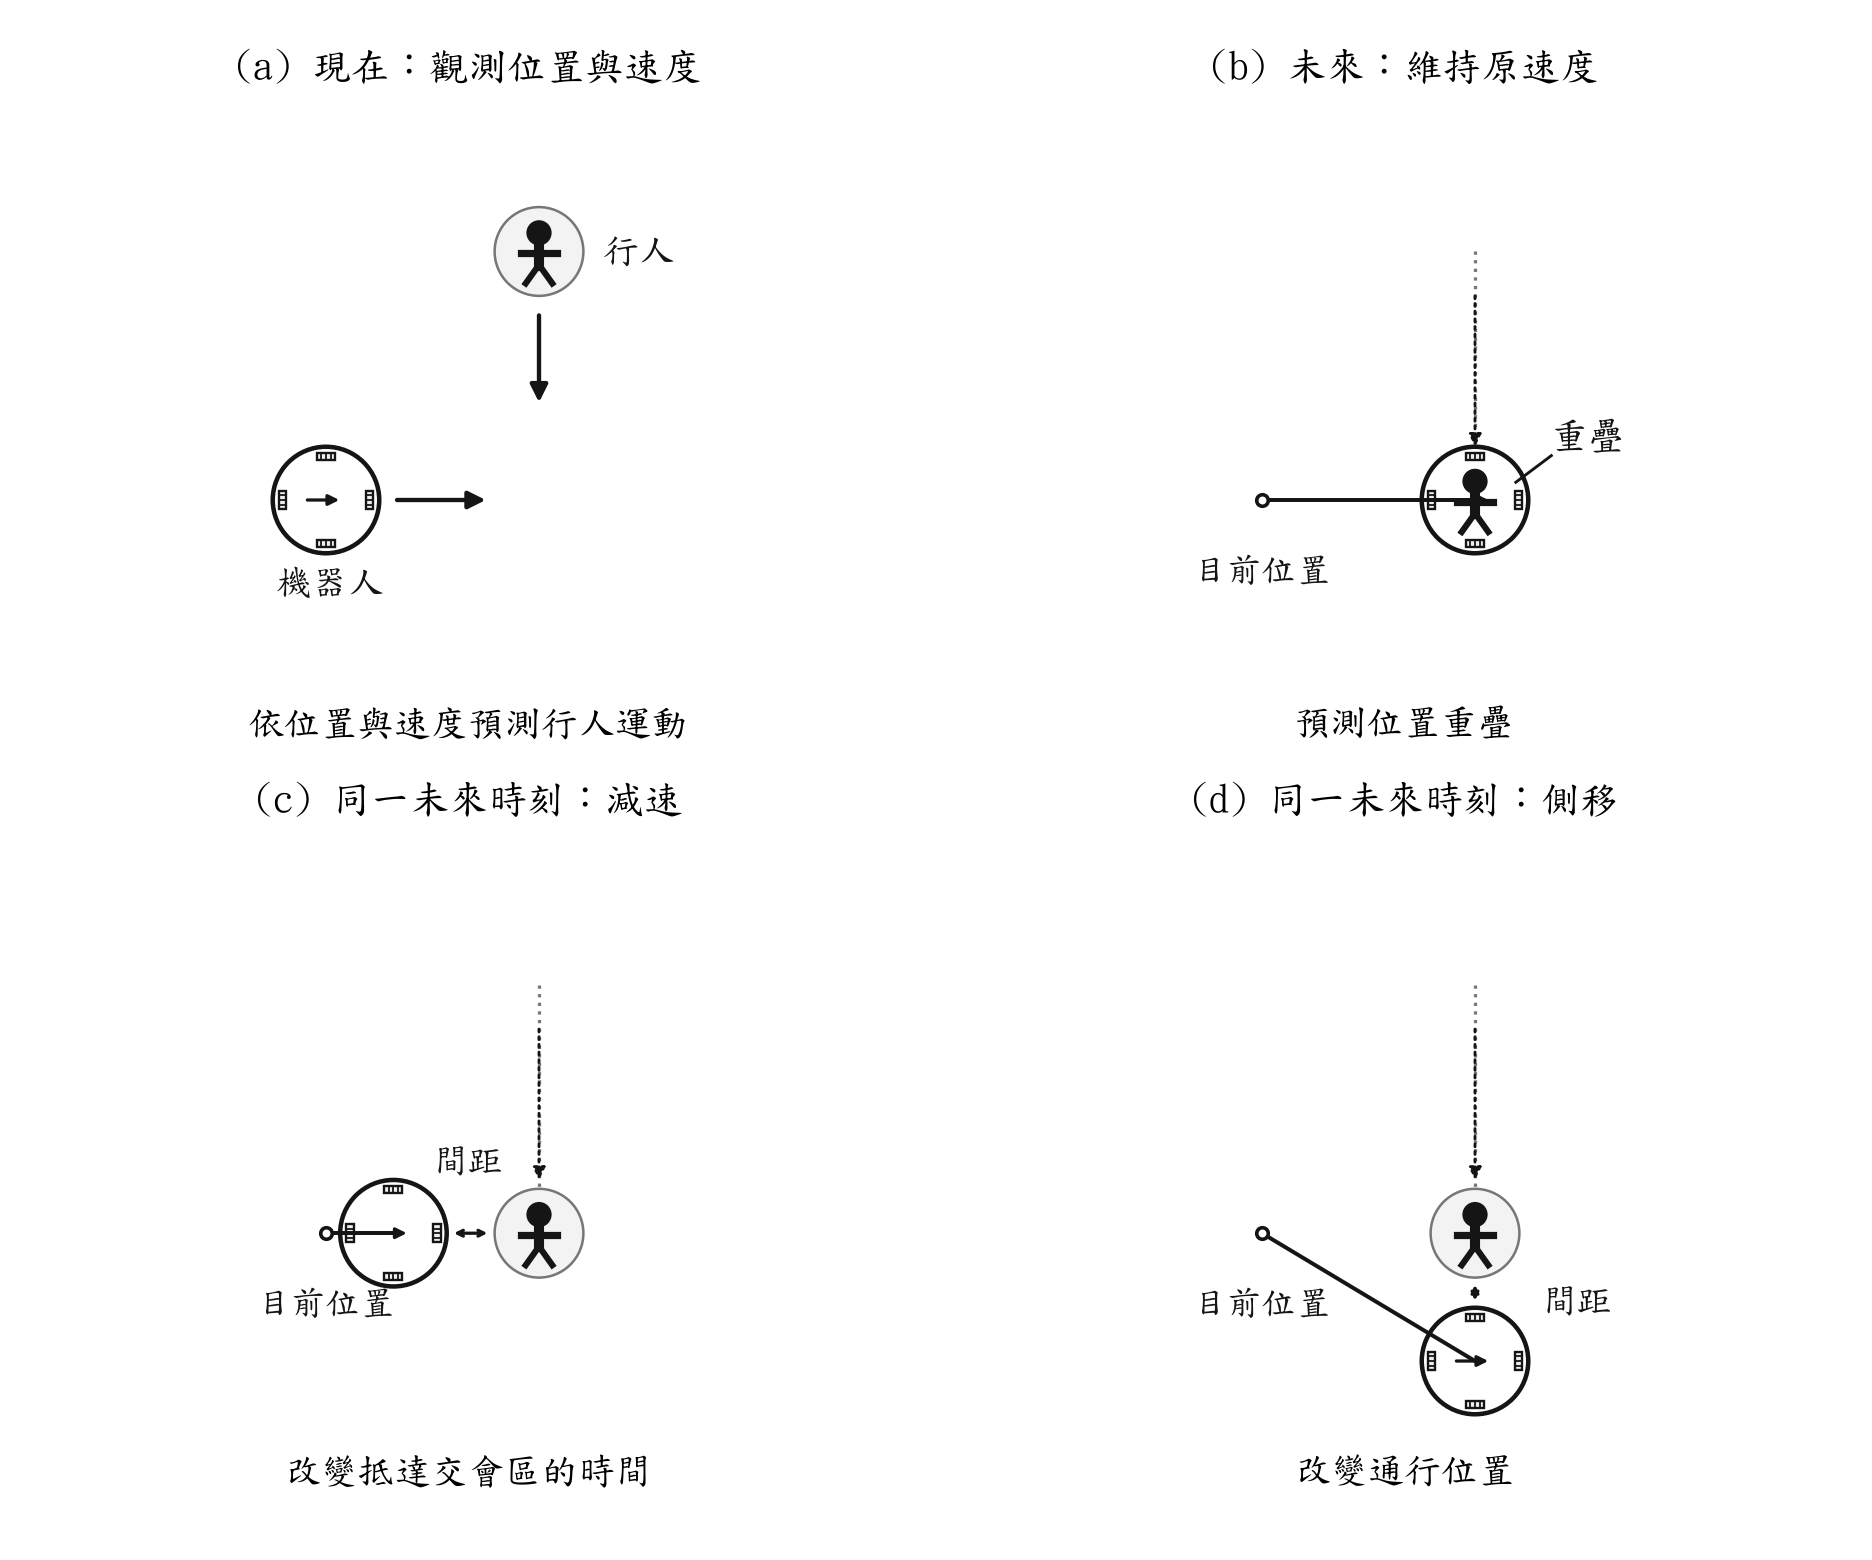 (a) 現在：觀測位置與速度
行人
機器人
依位置與速度預測行人運動
(b) 未來：維持原速度
重疊
目前位置
預測位置重疊
(c) 同一未來時刻：減速
間距
目前位置
改變抵達交會區的時間
(d) 同一未來時刻：側移
目前位置
間距
改變通行位置